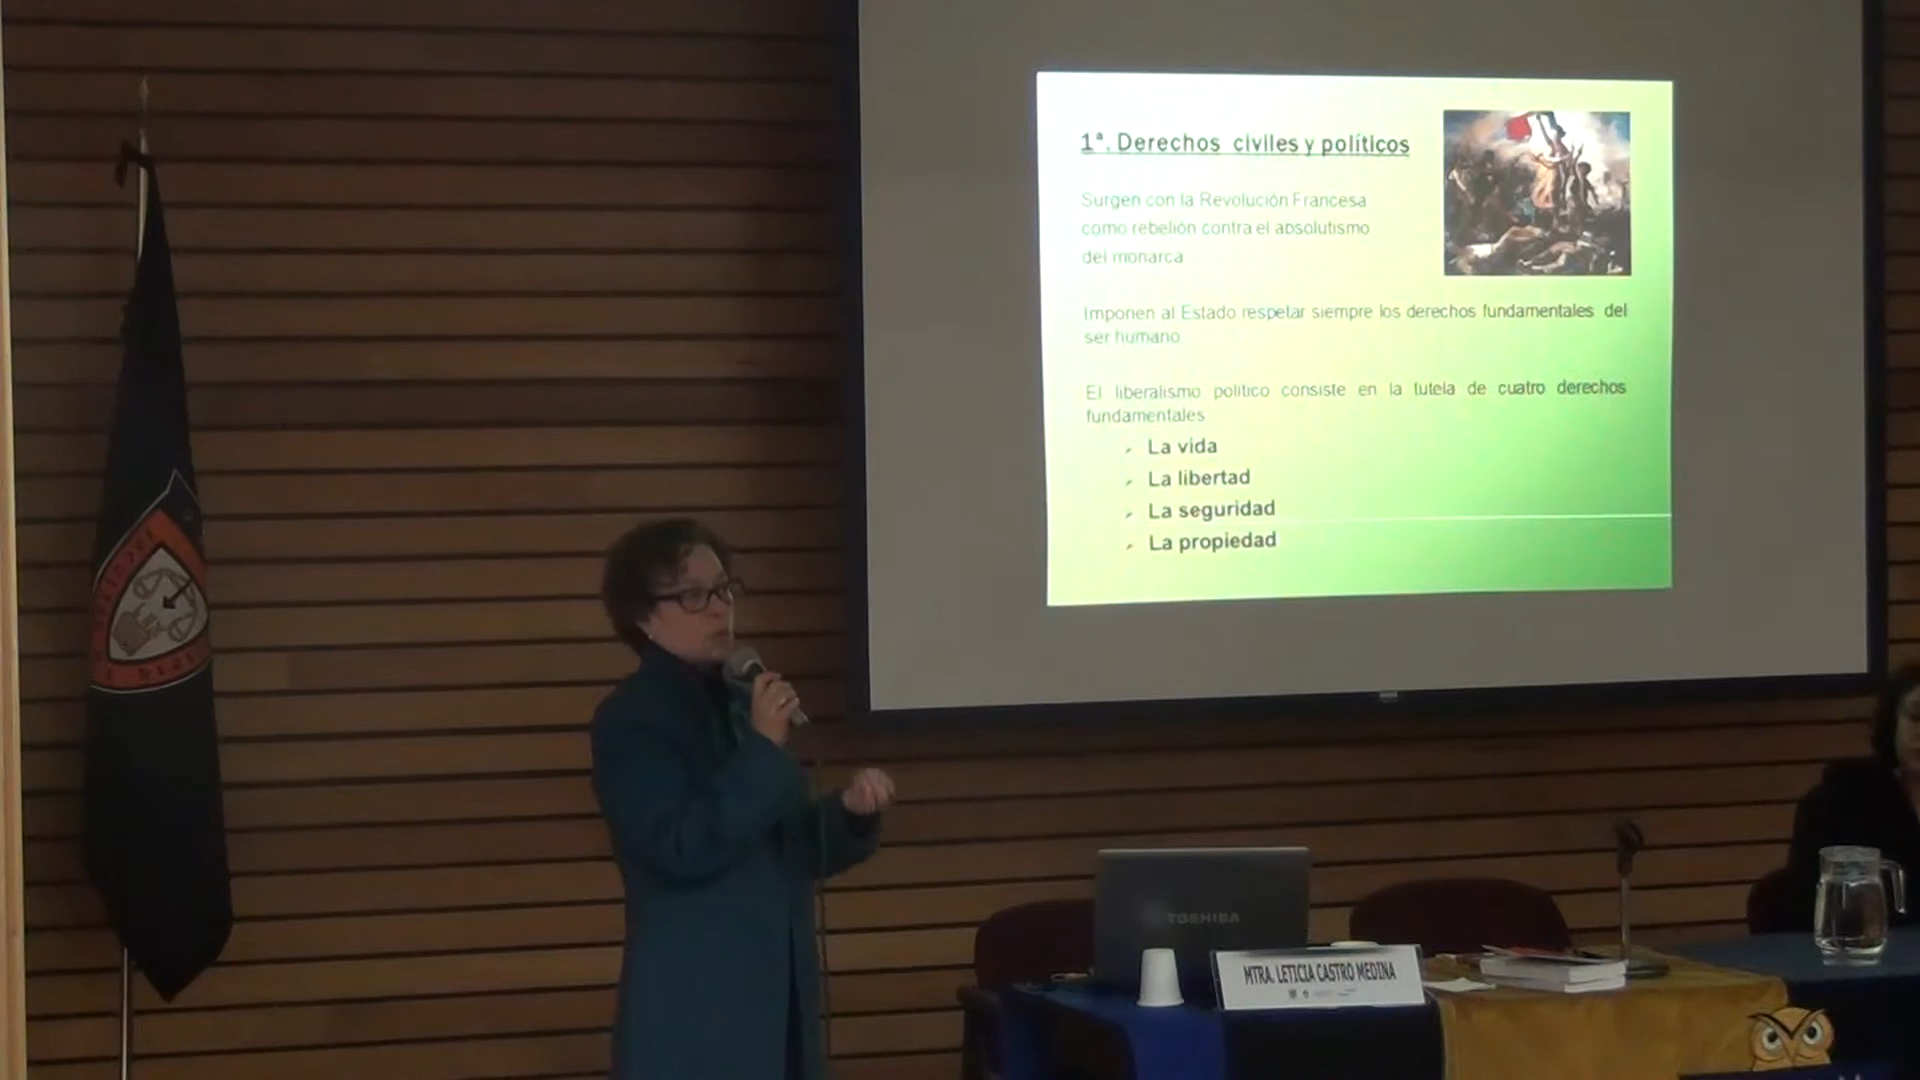 1ª. Derechos civiles y políticos
Surgen con la Revolución Francesa
como rebelión contra el absolutismo
del monarca
Imponen al Estado respetar siempre los derechos fundamentales del
ser humano
El liberalismo político consiste en la tutela de cuatro derechos
fundamentales
La vida
La libertad
La seguridad
La propiedad
TOSHIBA
MTRA. LETICIA CASTRO MEDINA